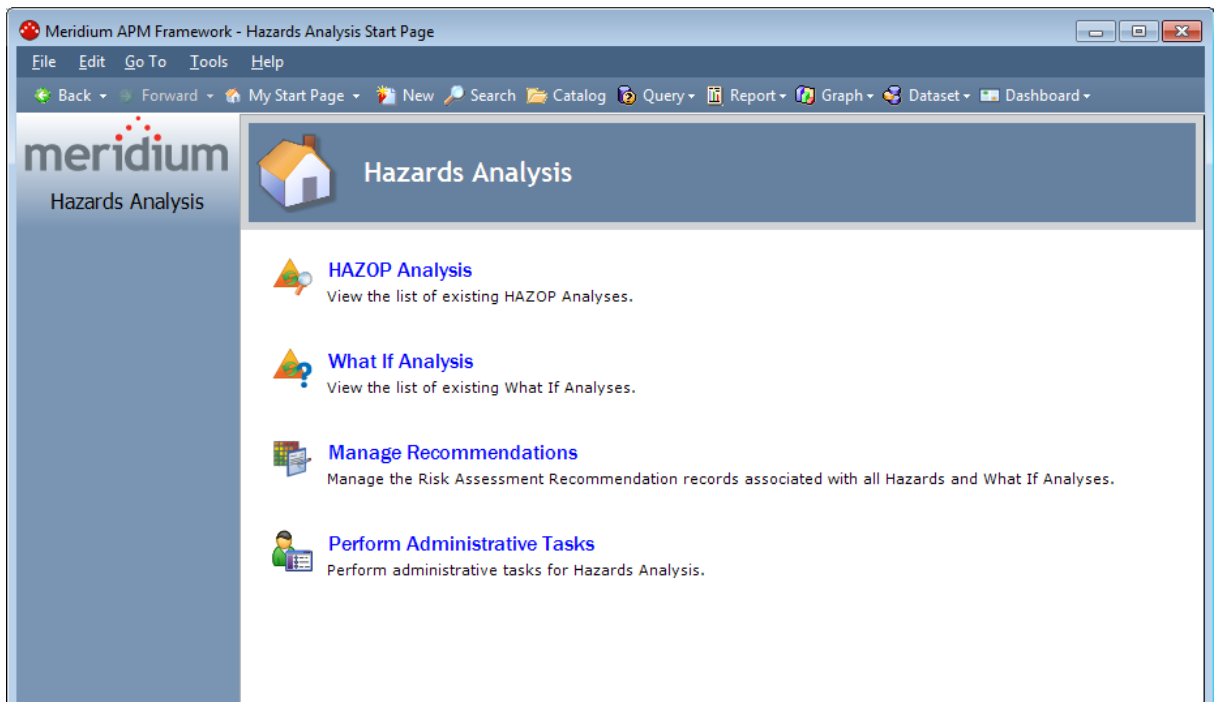 Meridium APM Framework - Hazards Analysis Start Page
File Edit Go To Tools Help
Back Forward My Start Page New Search Catalog Query Report Graph Dataset Dashboard
meridium
Hazards Analysis
Hazards Analysis
HAZOP Analysis
View the list of existing HAZOP Analyses.
What If Analysis
View the list of existing What If Analyses.
Manage Recommendations
Manage the Risk Assessment Recommendation records associated with all Hazards and What If Analyses.
Perform Administrative Tasks
Perform administrative tasks for Hazards Analysis.